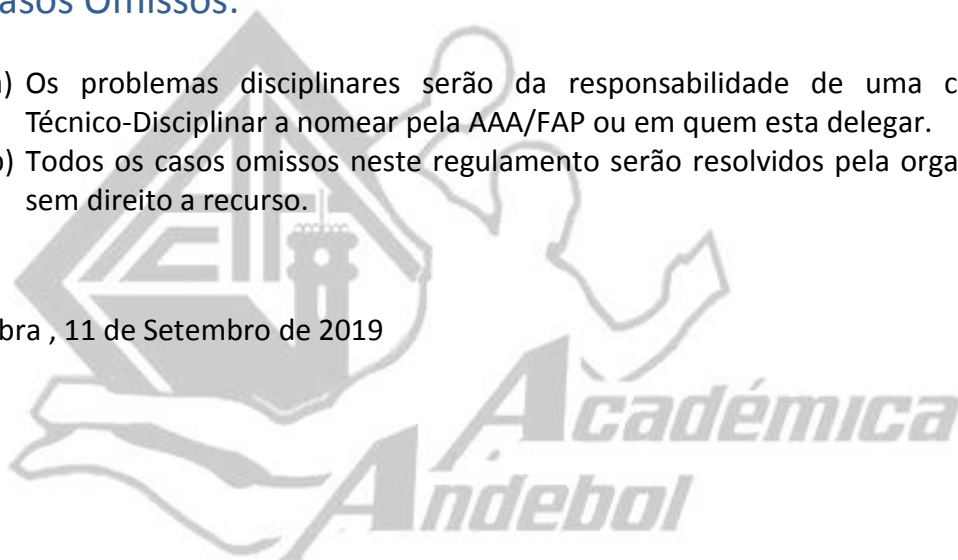 asos Omissos:
a) Os problemas disciplinares serão da responsabilidade de uma c
Técnico-Disciplinar a nomear pela AAA/FAP ou em quem esta delegar.
b) Todos os casos omissos neste regulamento serão resolvidos pela orga
sem direito a recurso.
bra , 11 de Setembro de 2019
Académica
Andebol